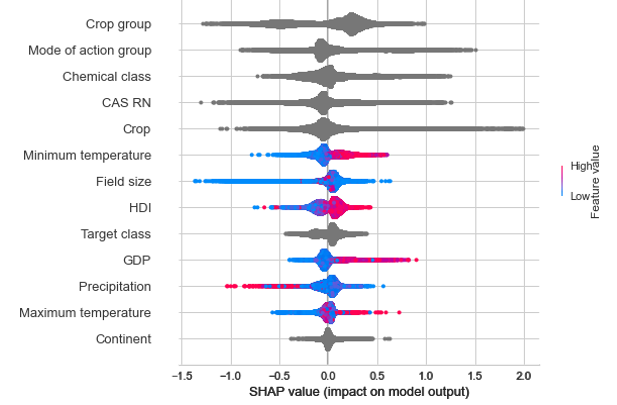 Crop group
Mode of action group
Chemical class
CAS RN
Crop
Minimum temperature
Field size
HDI
Target class
GDP
Precipitation
Maximum temperature
Continent
−1.5 −1.0 −0.5 0.0 0.5 1.0 1.5 2.0
SHAP value (impact on model output)
High
Low
Feature value